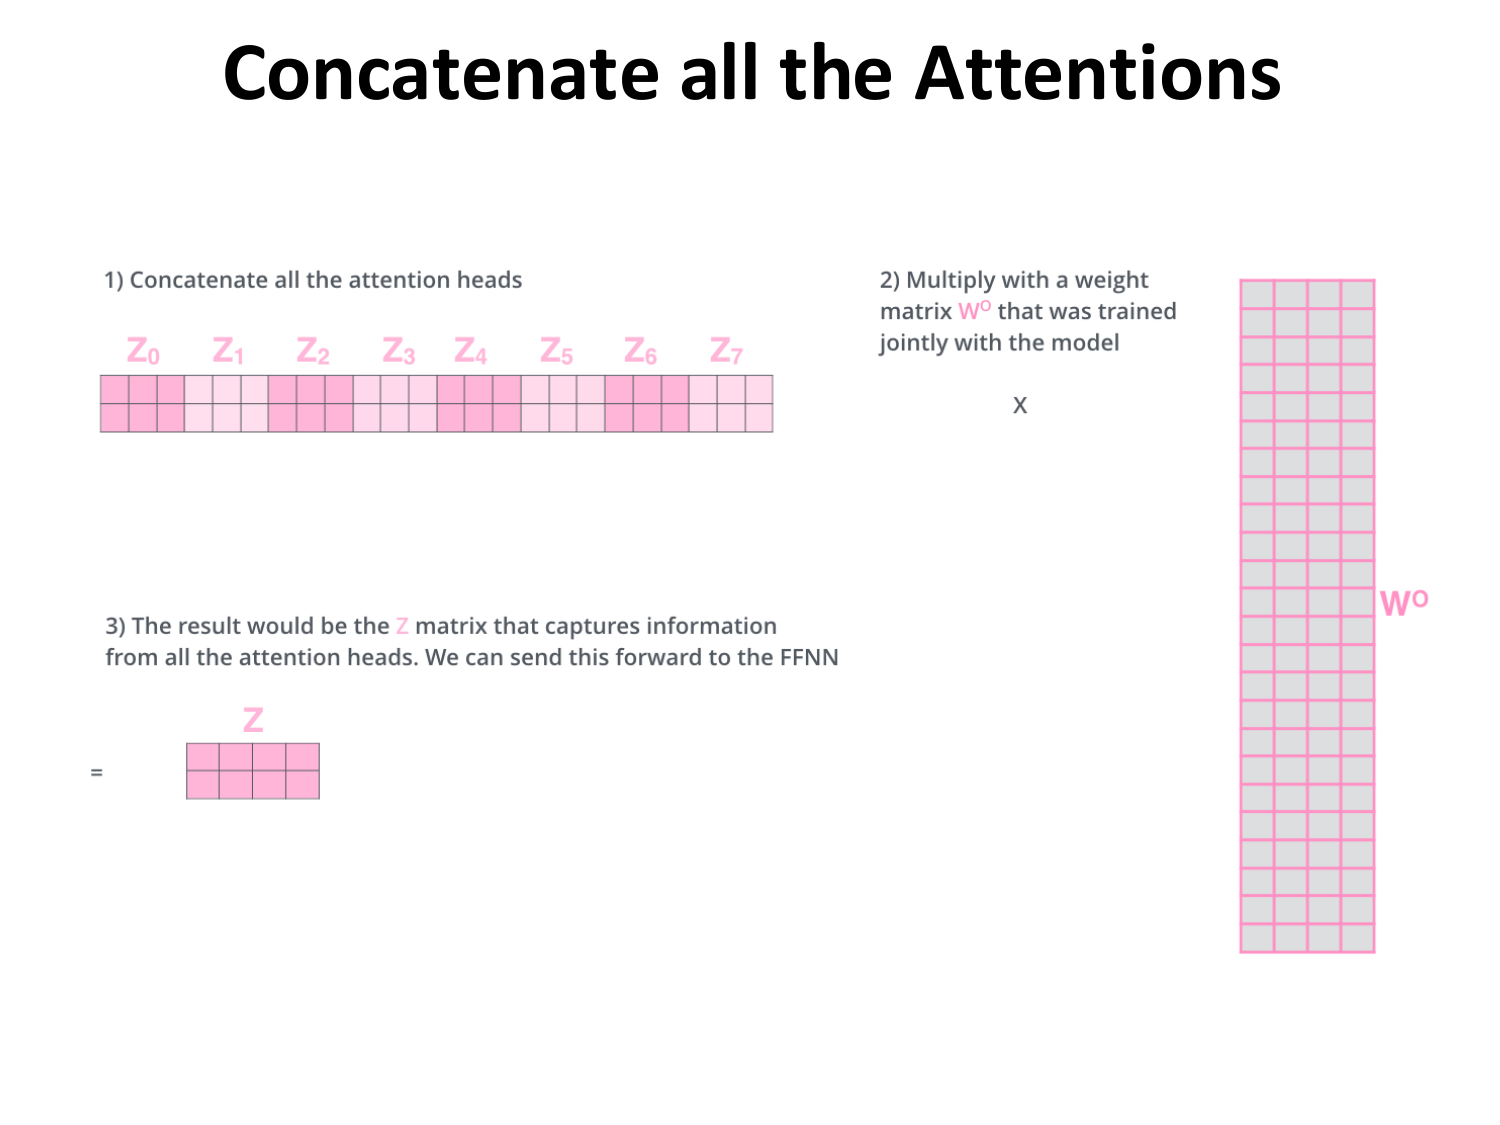 Concatenate all the Attentions
1) Concatenate all the attention heads
Z0 Z1 Z2 Z3 Z4 Z5 Z6 Z7
2) Multiply with a weight
matrix W^O that was trained
jointly with the model
X
W^O
3) The result would be the Z matrix that captures information
from all the attention heads. We can send this forward to the FFNN
Z
=